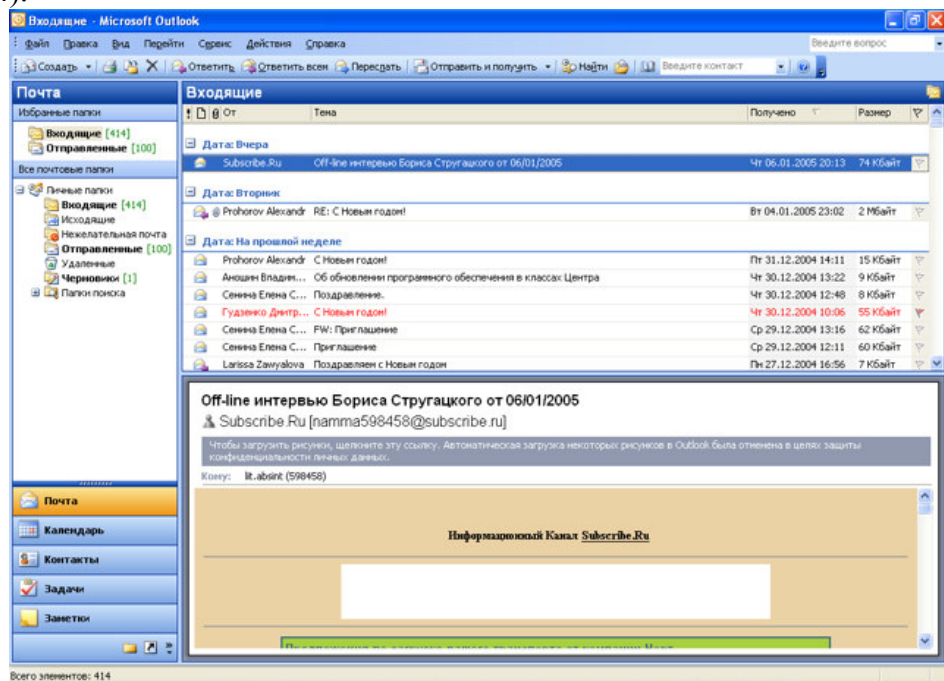 Входящие - Microsoft Outlook
Файл Правка Вид Перейти Сервис Действия Справка Введите вопрос
Создать Ответить Ответить всем Переслать Отправить и получить Найти Введите контакт
Почта
Избранные папки
Входящие [414]
Отправленные [100]
Все почтовые папки
Личные папки
Входящие [414]
Исходящие
Нежелательная почта
Отправленные [100]
Удаленные
Черновики [1]
Папки поиска
Почта
Календарь
Контакты
Задачи
Заметки
Входящие
От Тема Получено Размер
Дата: Вчера
Subscribe.Ru Off-line интервью Бориса Стругацкого от 06/01/2005 Чт 06.01.2005 20:13 74 Кбайт
Дата: Вторник
Prohorov Alexandr RE: С Новым годом! Вт 04.01.2005 23:02 2 Мбайт
Дата: На прошлой неделе
Prohorov Alexandr С Новым годом! Пт 31.12.2004 14:11 15 Кбайт
Аношин Владим... Об обновлении программного обеспечения в классах Центра Чт 30.12.2004 13:22 9 Кбайт
Сенина Елена С... Поздравление. Чт 30.12.2004 12:48 8 Кбайт
Гудзенко Дмитр... С Новым годом! Чт 30.12.2004 10:06 55 Кбайт
Сенина Елена С... FW: Приглашение Ср 29.12.2004 13:16 62 Кбайт
Сенина Елена С... Приглашение Ср 29.12.2004 12:11 60 Кбайт
Larissa Zawyalova Поздравляем с Новым годом Пн 27.12.2004 16:56 7 Кбайт
Off-line интервью Бориса Стругацкого от 06/01/2005
Subscribe.Ru [namma598458@subscribe.ru]
Чтобы загрузить рисунки, щелкните эту ссылку. Автоматическая загрузка некоторых рисунков в Outlook была отменена в целях защиты
конфиденциальности личных данных.
Кому: lit.absint (598458)
Информационный Канал Subscribe.Ru
Всего элементов: 414